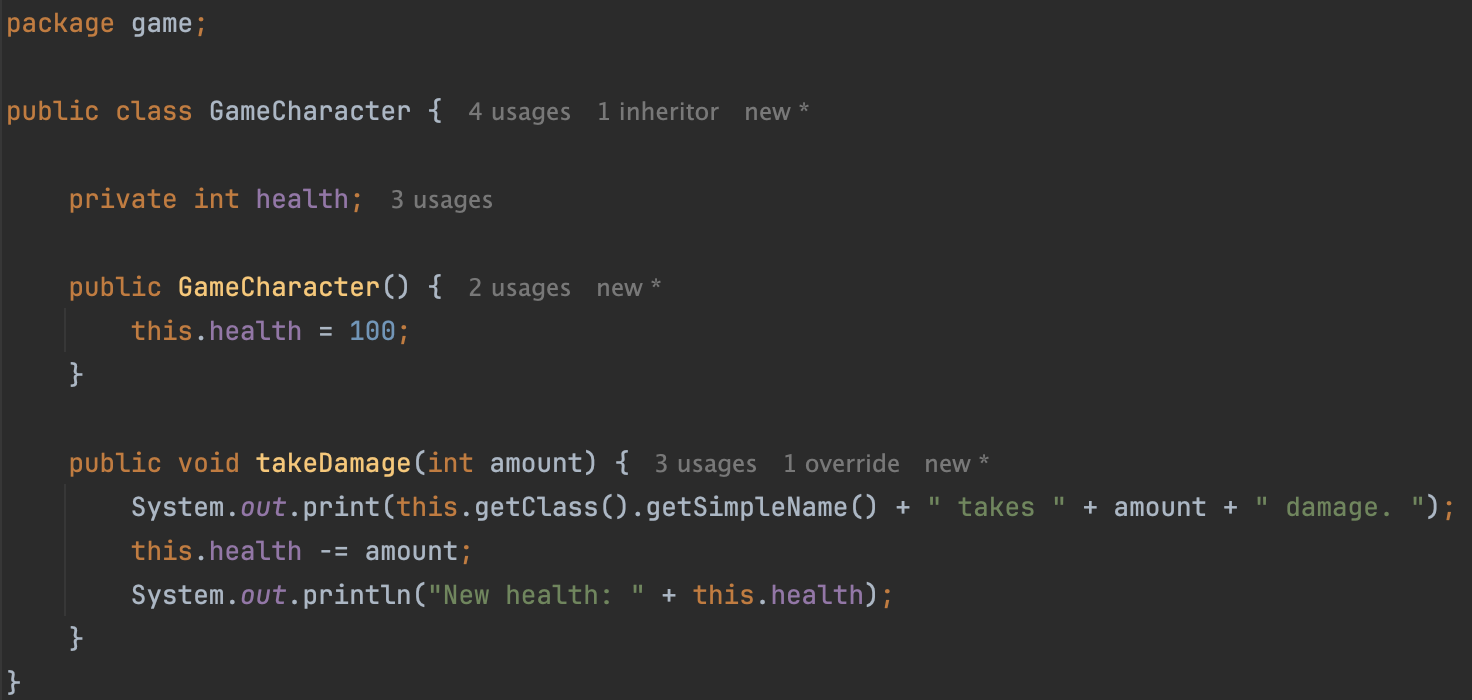 package game;
public class GameCharacter {  4 usages  1 inheritor  new *
private int health;  3 usages
public GameCharacter() {  2 usages  new *
this.health = 100;
}
public void takeDamage(int amount) {  3 usages  1 override  new *
System.out.print(this.getClass().getSimpleName() + " takes " + amount + " damage. ");
this.health -= amount;
System.out.println("New health: " + this.health);
}
}